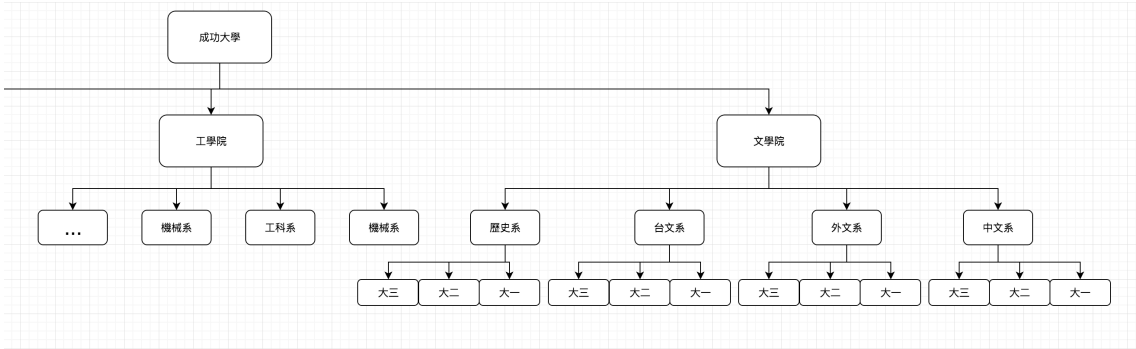 成功大學
工學院
文學院
...
機械系
工科系
機械系
歷史系
台文系
外文系
中文系
大三
大二
大一
大三
大二
大一
大三
大二
大一
大三
大二
大一